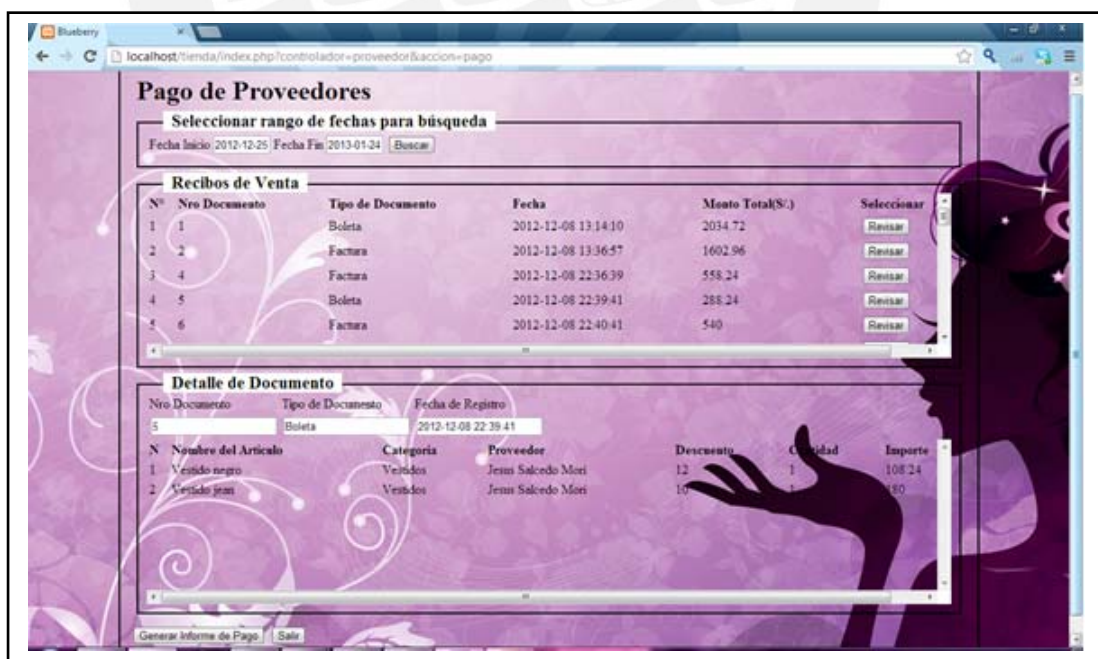 Blueberry
localhost/tienda/index.php?controlador=proveedor&accion=pago
Pago de Proveedores
Seleccionar rango de fechas para búsqueda
Fecha Inicio 2012-12-25 Fecha Fin 2013-01-24 Buscar
Recibos de Venta
Nº Nro Documento Tipo de Documento Fecha Monto Total(S/.) Seleccionar
1 1 Boleta 2012-12-08 13:14:10 2034.72 Revisar
2 2 Factura 2012-12-08 13:36:57 1602.96 Revisar
3 4 Factura 2012-12-08 22:36:39 558.24 Revisar
4 5 Boleta 2012-12-08 22:39:41 288.24 Revisar
5 6 Factura 2012-12-08 22:40:41 540 Revisar
Detalle de Documento
Nro Documento Tipo de Documento Fecha de Registro
5 Boleta 2012-12-08 22:39:41
N Nombre del Articulo Categoria Proveedor Descuento Cantidad Importe
1 Vestido negro Vestidos Jesus Salcedo Mori 12 1 108.24
2 Vestido jean Vestidos Jesus Salcedo Mori 10 1 180
Generar Informe de Pago Salir